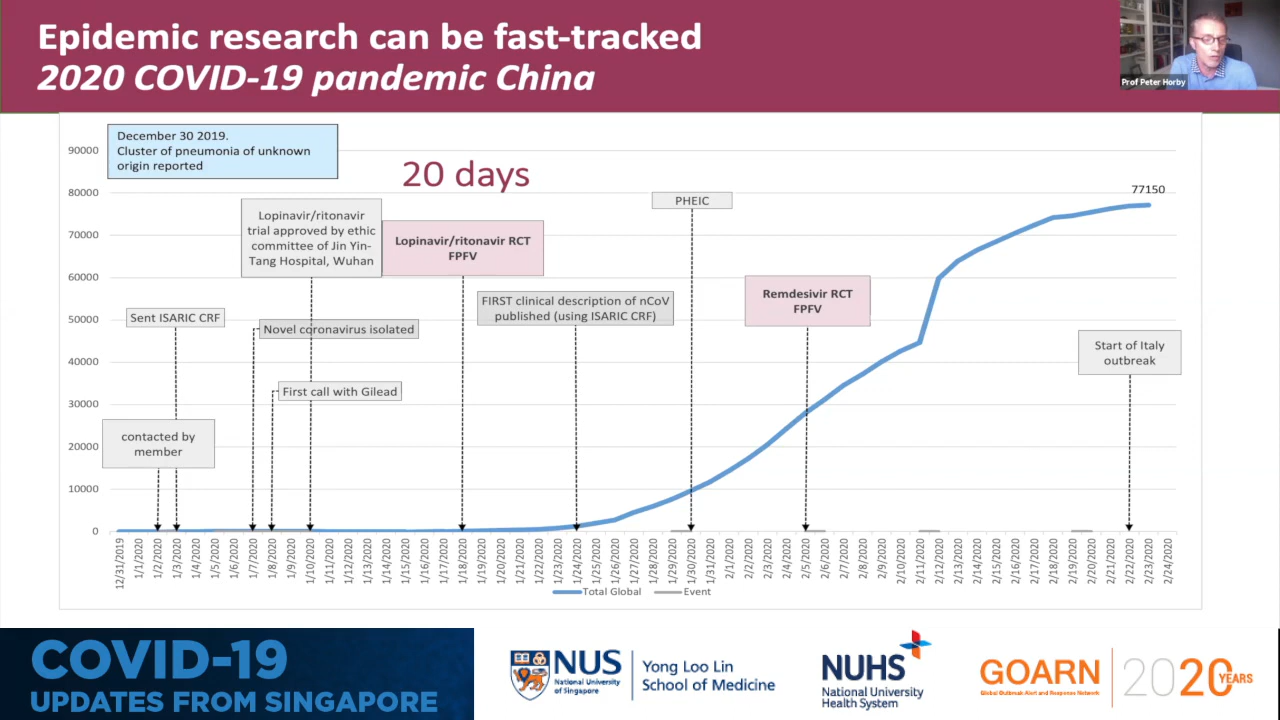 Epidemic research can be fast-tracked
2020 COVID-19 pandemic China
Prof Peter Horby
December 30 2019.
Cluster of pneumonia of unknown
origin reported
20 days
77150
90000
80000
70000
60000
50000
40000
30000
20000
10000
0
Lopinavir/ritonavir
trial approved by ethic
committee of Jin Yin-
Tang Hospital, Wuhan
Lopinavir/ritonavir RCT
FPFV
PHEIC
Sent ISARIC CRF
Novel coronavirus isolated
FIRST clinical description of nCoV
published (using ISARIC CRF)
Remdesivir RCT
FPFV
Start of Italy
outbreak
First call with Gilead
contacted by
member
12/31/2019
1/1/2020
1/2/2020
1/3/2020
1/4/2020
1/5/2020
1/6/2020
1/7/2020
1/8/2020
1/9/2020
1/10/2020
1/11/2020
1/12/2020
1/13/2020
1/14/2020
1/15/2020
1/16/2020
1/17/2020
1/18/2020
1/19/2020
1/20/2020
1/21/2020
1/22/2020
1/23/2020
1/24/2020
1/25/2020
1/26/2020
1/27/2020
1/28/2020
1/29/2020
1/30/2020
1/31/2020
2/1/2020
2/2/2020
2/3/2020
2/4/2020
2/5/2020
2/6/2020
2/7/2020
2/8/2020
2/9/2020
2/10/2020
2/11/2020
2/12/2020
2/13/2020
2/14/2020
2/15/2020
2/16/2020
2/17/2020
2/18/2020
2/19/2020
2/20/2020
2/21/2020
2/22/2020
2/23/2020
2/24/2020
Total Global
Event
COVID-19
UPDATES FROM SINGAPORE
NUS
National University
of Singapore
Yong Loo Lin
School of Medicine
NUHS
National University
Health System
GOARN
Global Outbreak Alert and Response Network
2020 YEARS